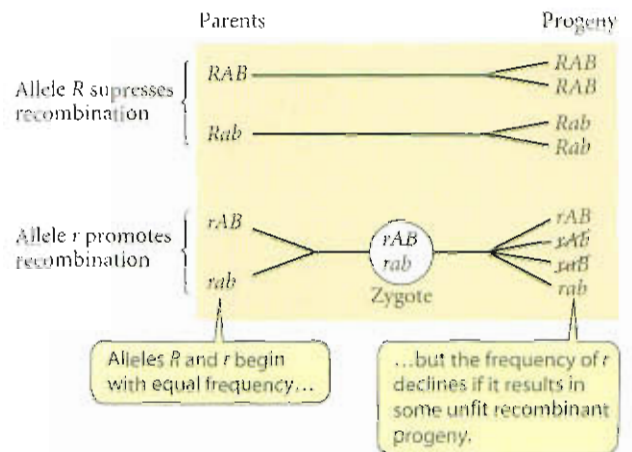 Parents
Progeny
Allele R supresses
recombination
RAB
RAB
RAB
Rab
Rab
Rab
Allele r promotes
recombination
rAB
rab
rAB
rab
Zygote
rAB
rAb
raB
rab
Alleles R and r begin
with equal frequency...
...but the frequency of r
declines if it results in
some unfit recombinant
progeny.